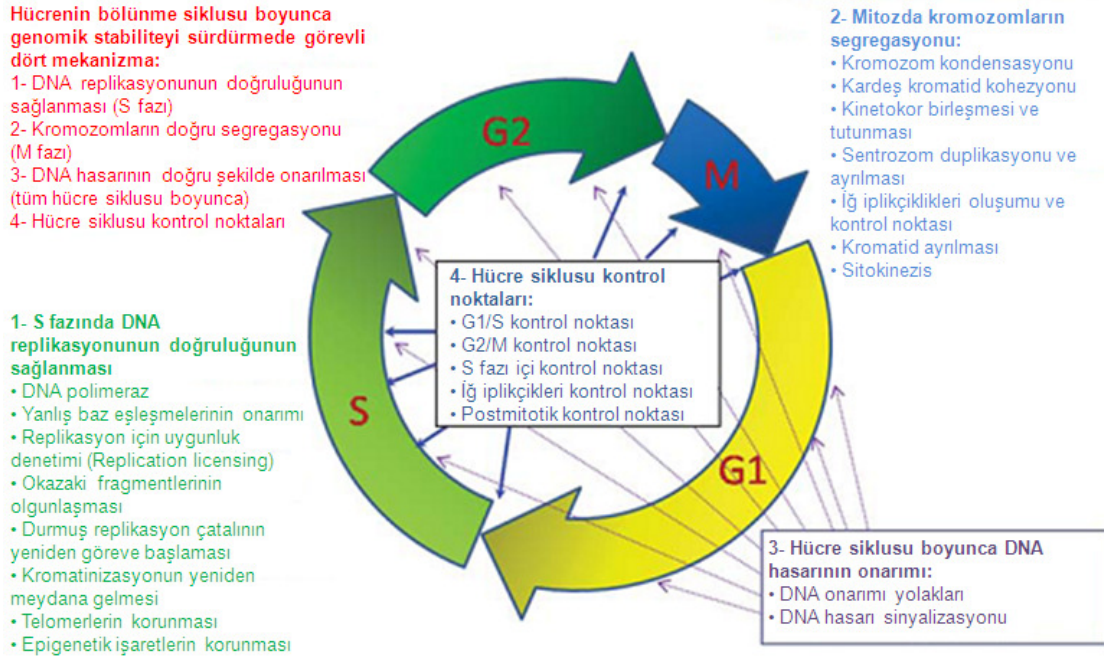 Hücrenin bölünme siklusu boyunca
genomik stabiliteyi sürdürmede görevli
dört mekanizma:
1- DNA replikasyonunun doğruluğunun
sağlanması (S fazı)
2- Kromozomların doğru segregasyonu
(M fazı)
3- DNA hasarının doğru şekilde onarılması
(tüm hücre siklusu boyunca)
4- Hücre siklusu kontrol noktaları
2- Mitozda kromozomların
segregasyonu:
• Kromozom kondensasyonu
• Kardeş kromatid kohezyonu
• Kinetokor birleşmesi ve
tutunması
• Sentrozom duplikasyonu ve
ayrılması
• İğ iplikçiklikleri oluşumu ve
kontrol noktası
• Kromatid ayrılması
• Sitokinezis
G2
M
S
G1
4- Hücre siklusu kontrol
noktaları:
• G1/S kontrol noktası
• G2/M kontrol noktası
• S fazı içi kontrol noktası
• İğ iplikçikleri kontrol noktası
• Postmitotik kontrol noktası
1- S fazında DNA
replikasyonunun doğruluğunun
sağlanması
• DNA polimeraz
• Yanlış baz eşleşmelerinin onarımı
• Replikasyon için uygunluk
denetimi (Replication licensing)
• Okazaki fragmentlerinin
olgunlaşması
• Durmuş replikasyon çatalının
yeniden göreve başlaması
• Kromatinizasyonun yeniden
meydana gelmesi
• Telomerlerin korunması
• Epigenetik işaretlerin korunması
3- Hücre siklusu boyunca DNA
hasarının onarımı:
• DNA onarımı yolakları
• DNA hasarı sinyalizasyonu